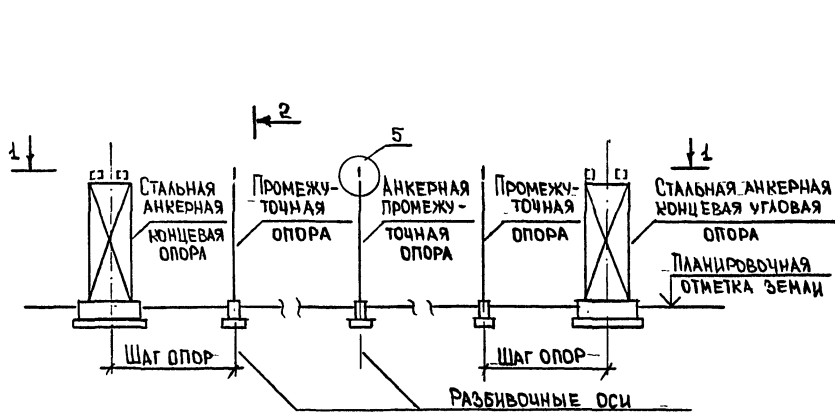 2
5
1
1
СТАЛЬНАЯ
АНКЕРНАЯ
КОНЦЕВАЯ
ОПОРА
ПРОМЕЖУ-
ТОЧНАЯ
ОПОРА
АНКЕРНАЯ
ПРОМЕЖУ-
ТОЧНАЯ
ОПОРА
ПРОМЕЖУ-
ТОЧНАЯ
ОПОРА
СТАЛЬНАЯ АНКЕРНАЯ
КОНЦЕВАЯ УГЛОВАЯ
ОПОРА
ПЛАНИРОВОЧНАЯ
ОТМЕТКА ЗЕМЛИ
ШАГ ОПОР
ШАГ ОПОР
РАЗБИВОЧНЫЕ ОСИ